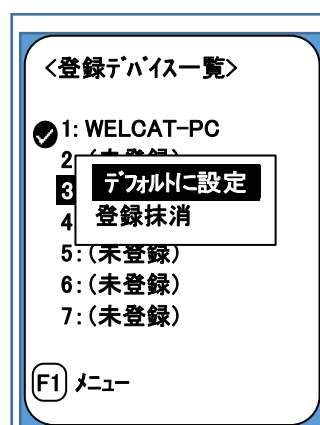 <登録ﾃﾞﾊﾞｲｽ一覧>
1: WELCAT-PC
2
3
ﾃﾞﾌｫﾙﾄに設定
4
登録抹消
5:(未登録)
6:(未登録)
7:(未登録)
F1 ﾒﾆｭｰ